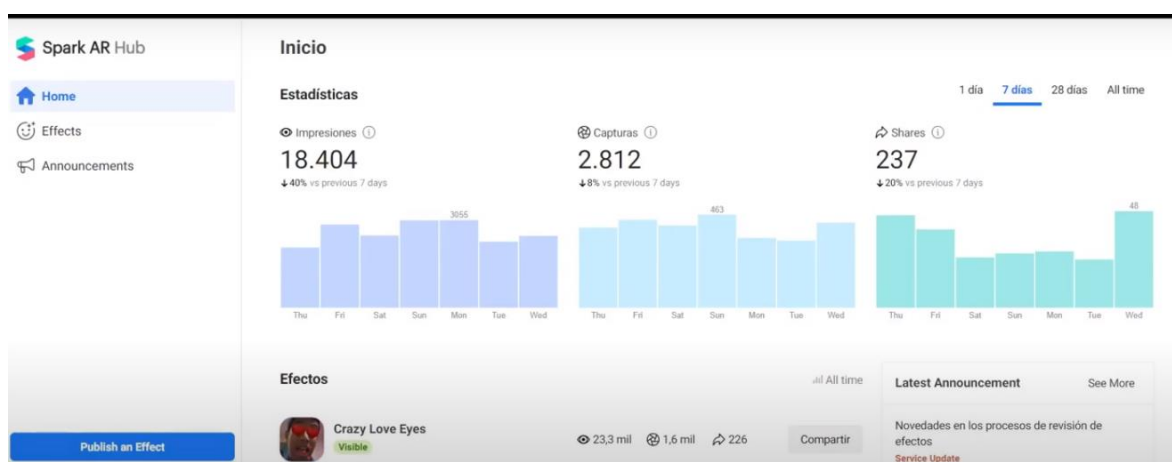 Spark AR Hub
Home
Effects
Announcements
Publish an Effect
Inicio
Estadísticas
1 día 7 días 28 días All time
Impresiones
18.404
40% vs previous 7 days
3055
Thu Fri Sat Sun Mon Tue Wed
Capturas
2.812
8% vs previous 7 days
463
Thu Fri Sat Sun Mon Tue Wed
Shares
237
20% vs previous 7 days
48
Thu Fri Sat Sun Mon Tue Wed
Efectos
All time
Crazy Love Eyes
Visible
23,3 mil 1,6 mil 226
Compartir
Latest Announcement See More
Novedades en los procesos de revisión de
efectos
Service Update